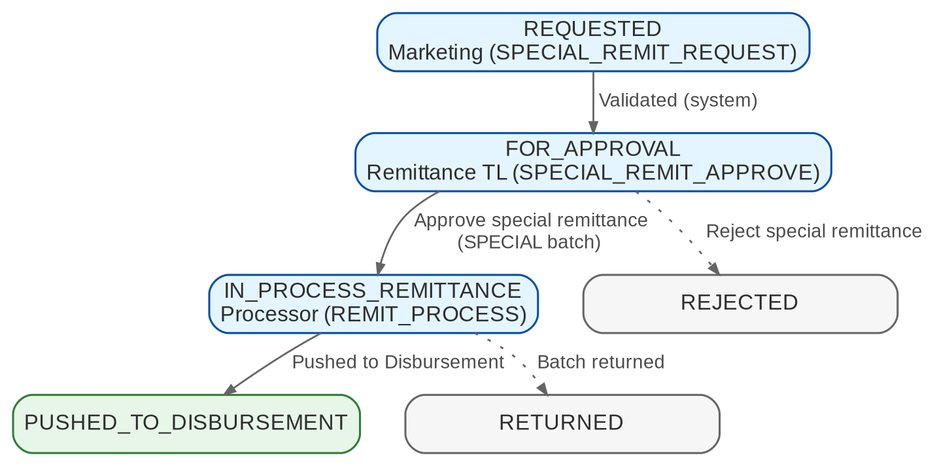 REQUESTED
Marketing (SPECIAL_REMIT_REQUEST)
Validated (system)
FOR_APPROVAL
Remittance TL (SPECIAL_REMIT_APPROVE)
Approve special remittance
(SPECIAL batch)
Reject special remittance
IN_PROCESS_REMITTANCE
Processor (REMIT_PROCESS)
REJECTED
Pushed to Disbursement
Batch returned
PUSHED_TO_DISBURSEMENT
RETURNED